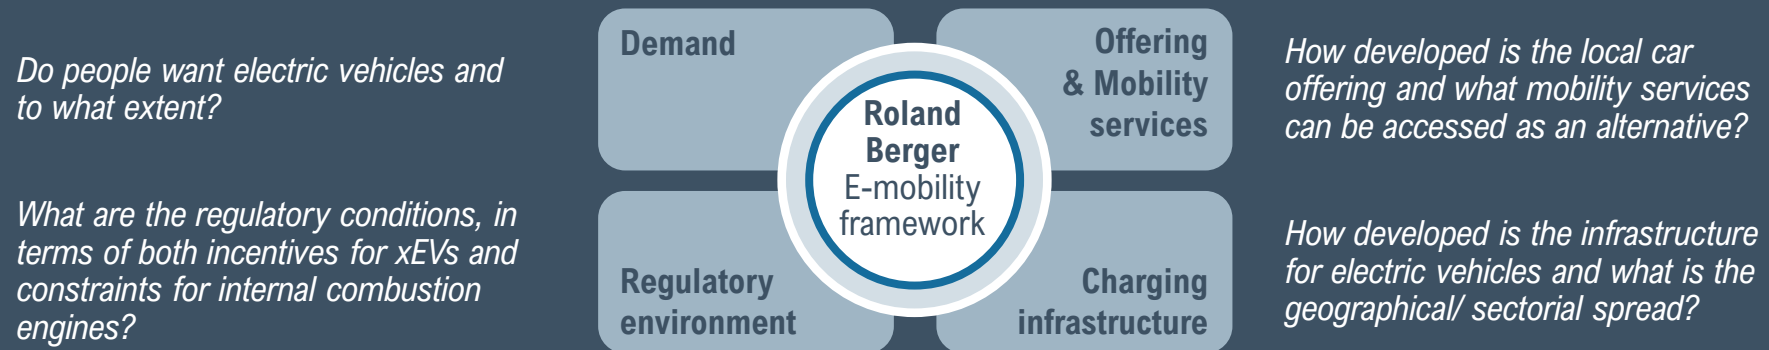 Do people want electric vehicles and
to what extent?
Demand
Offering
& Mobility
services
How developed is the local car
offering and what mobility services
can be accessed as an alternative?
Roland
Berger
E-mobility
framework
What are the regulatory conditions, in
terms of both incentives for xEVs and
constraints for internal combustion
engines?
Regulatory
environment
Charging
infrastructure
How developed is the infrastructure
for electric vehicles and what is the
geographical/ sectorial spread?